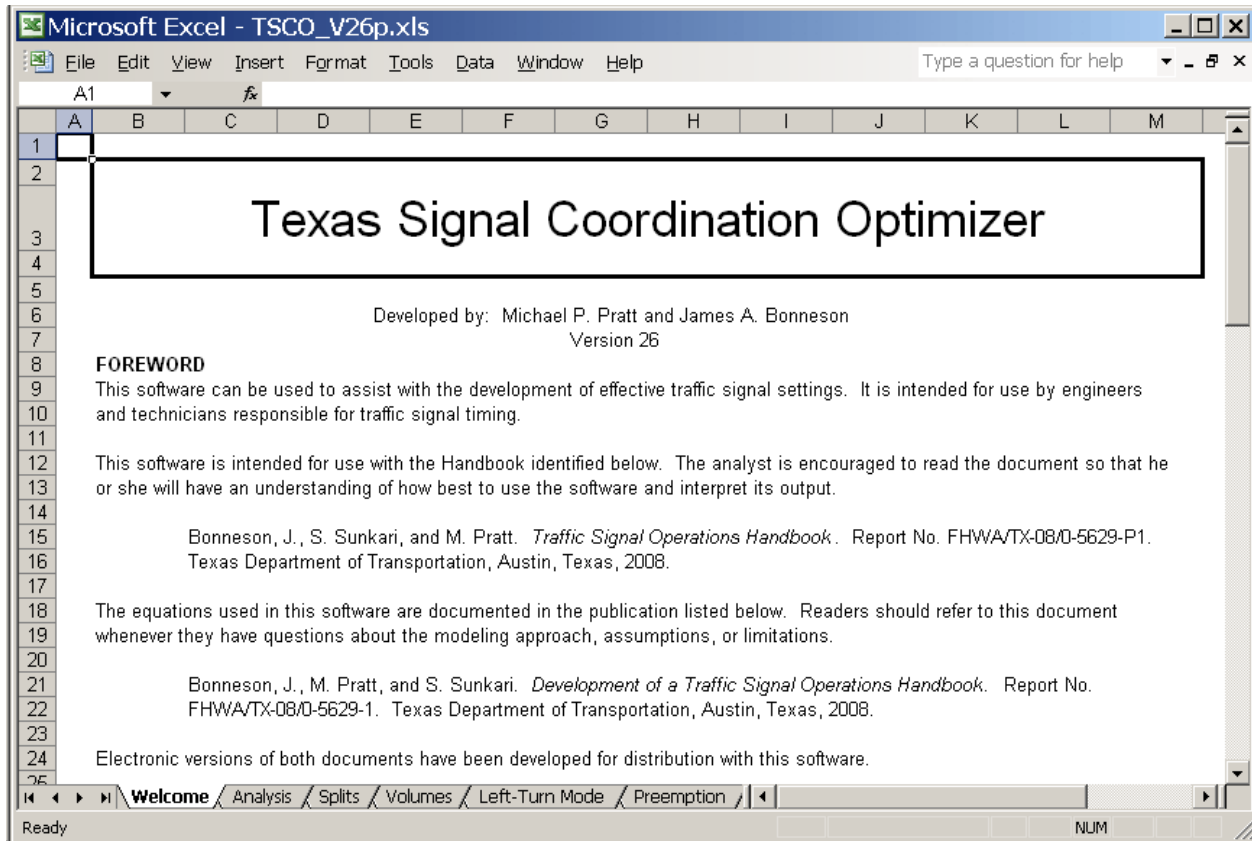 Microsoft Excel - TSCO_V26p.xls
File Edit View Insert Format Tools Data Window Help Type a question for help
A1 fx
A B C D E F G H I J K L M
1
2
3 Texas Signal Coordination Optimizer
4
5
6 Developed by: Michael P. Pratt and James A. Bonneson
7 Version 26
8 FOREWORD
9 This software can be used to assist with the development of effective traffic signal settings. It is intended for use by engineers
10 and technicians responsible for traffic signal timing.
11
12 This software is intended for use with the Handbook identified below. The analyst is encouraged to read the document so that he
13 or she will have an understanding of how best to use the software and interpret its output.
14
15 Bonneson, J., S. Sunkari, and M. Pratt. Traffic Signal Operations Handbook. Report No. FHWA/TX-08/0-5629-P1.
16 Texas Department of Transportation, Austin, Texas, 2008.
17
18 The equations used in this software are documented in the publication listed below. Readers should refer to this document
19 whenever they have questions about the modeling approach, assumptions, or limitations.
20
21 Bonneson, J., M. Pratt, and S. Sunkari. Development of a Traffic Signal Operations Handbook. Report No.
22 FHWA/TX-08/0-5629-1. Texas Department of Transportation, Austin, Texas, 2008.
23
24 Electronic versions of both documents have been developed for distribution with this software.
25
Welcome Analysis Splits Volumes Left-Turn Mode Preemption
Ready NUM